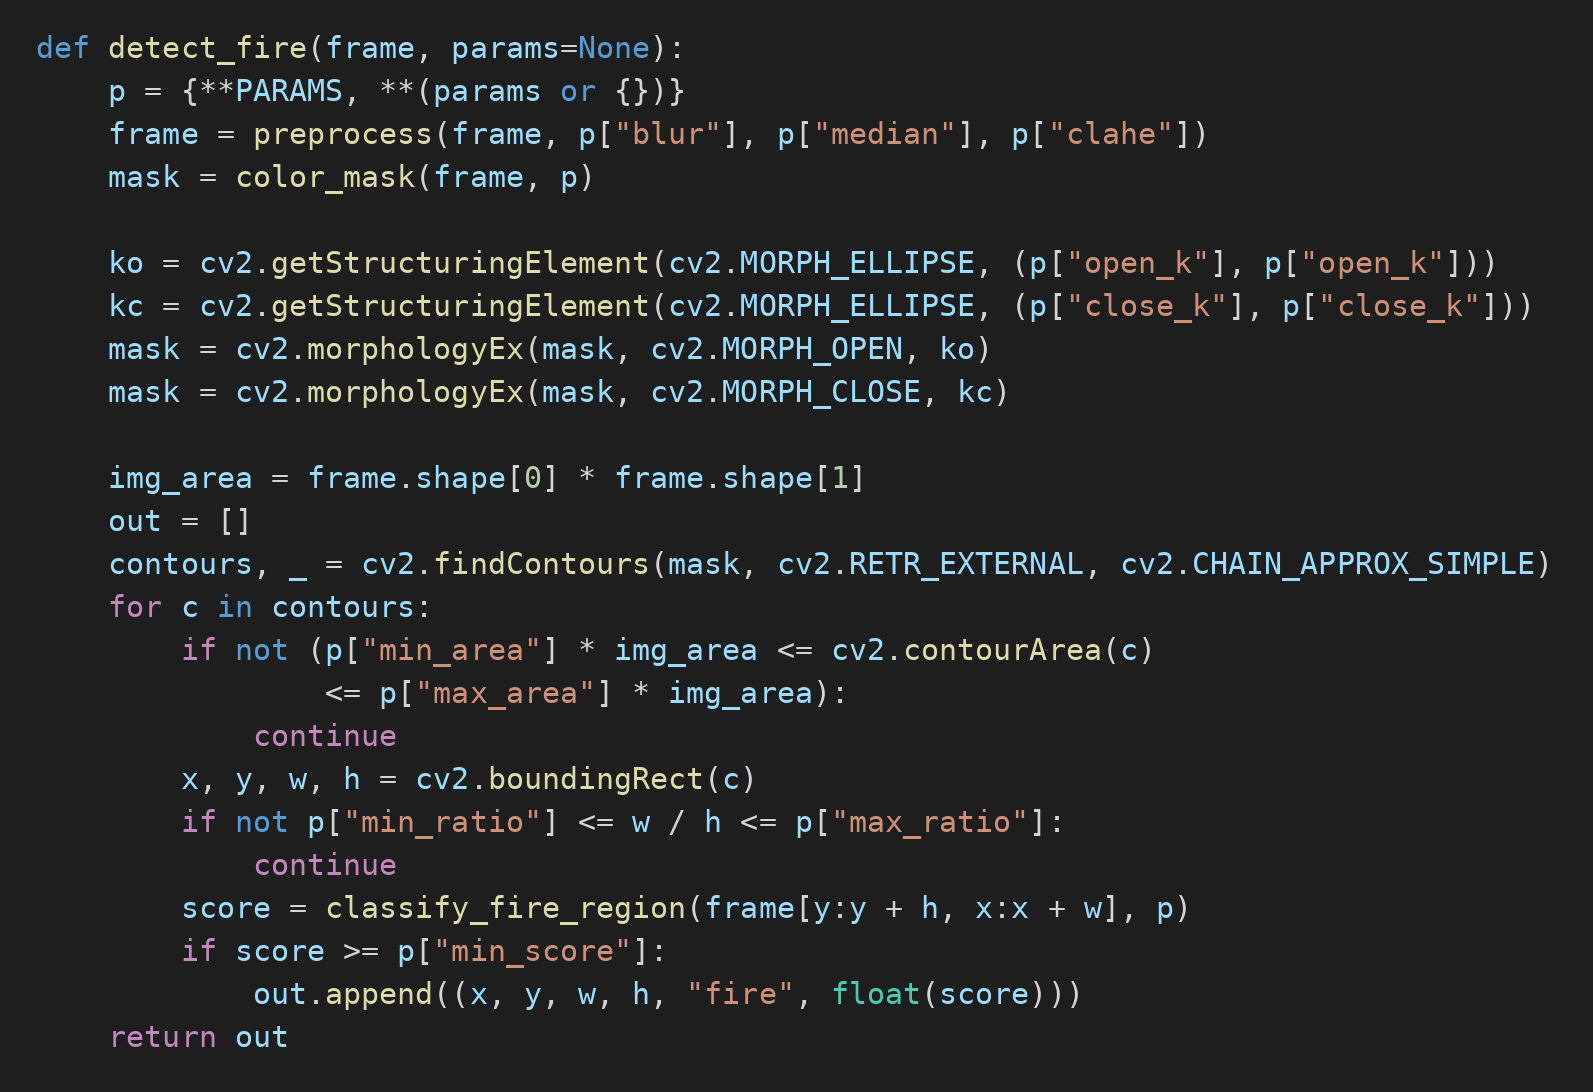 def detect_fire(frame, params=None):
    p = {**PARAMS, **(params or {})}
    frame = preprocess(frame, p["blur"], p["median"], p["clahe"])
    mask = color_mask(frame, p)

    ko = cv2.getStructuringElement(cv2.MORPH_ELLIPSE, (p["open_k"], p["open_k"]))
    kc = cv2.getStructuringElement(cv2.MORPH_ELLIPSE, (p["close_k"], p["close_k"]))
    mask = cv2.morphologyEx(mask, cv2.MORPH_OPEN, ko)
    mask = cv2.morphologyEx(mask, cv2.MORPH_CLOSE, kc)

    img_area = frame.shape[0] * frame.shape[1]
    out = []
    contours, _ = cv2.findContours(mask, cv2.RETR_EXTERNAL, cv2.CHAIN_APPROX_SIMPLE)
    for c in contours:
        if not (p["min_area"] * img_area <= cv2.contourArea(c)
                <= p["max_area"] * img_area):
            continue
        x, y, w, h = cv2.boundingRect(c)
        if not p["min_ratio"] <= w / h <= p["max_ratio"]:
            continue
        score = classify_fire_region(frame[y:y + h, x:x + w], p)
        if score >= p["min_score"]:
            out.append((x, y, w, h, "fire", float(score)))
    return out